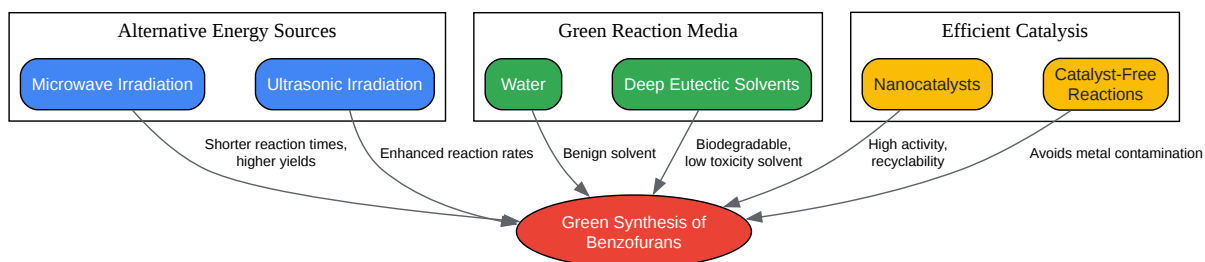 Alternative Energy Sources
Green Reaction Media
Efficient Catalysis
Microwave Irradiation
Ultrasonic Irradiation
Water
Deep Eutectic Solvents
Nanocatalysts
Catalyst-Free
Reactions
Shorter reaction times,
higher yields
Enhanced reaction rates
Benign solvent
Biodegradable,
low toxicity solvent
High activity,
recyclability
Avoids metal contamination
Green Synthesis of
Benzofurans